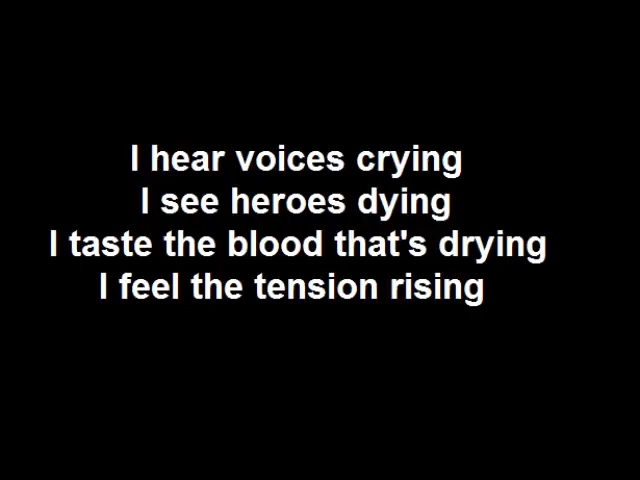 I hear voices crying
I see heroes dying
I taste the blood that's drying
I feel the tension rising